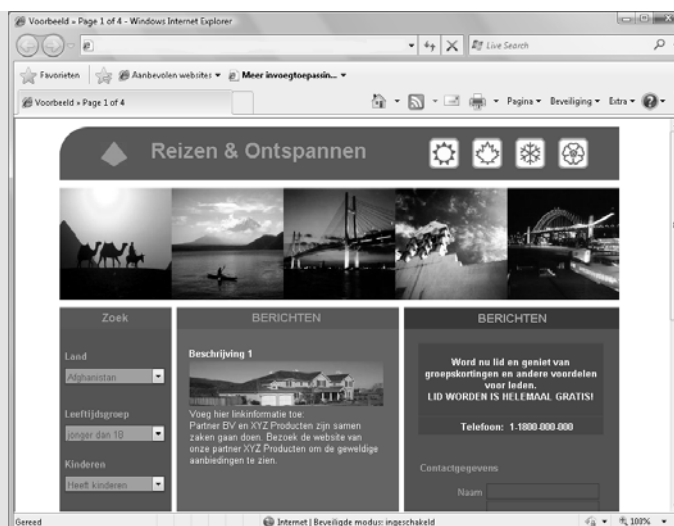 Voorbeeld » Page 1 of 4 - Windows Internet Explorer
Live Search
Favorieten
Aanbevolen websites
Meer invoegtoepassin...
Voorbeeld » Page 1 of 4
Pagina
Beveiliging
Extra
Reizen & Ontspannen
Zoek
Land
Afghanistan
Leeftijdsgroep
jonger dan 18
Kinderen
Heeft kinderen
BERICHTEN
Beschrijving 1
Voeg hier linkinformatie toe:
Partner BV en XYZ Producten zijn samen
zaken gaan doen. Bezoek de website van
onze partner XYZ Producten om de geweldige
aanbiedingen te zien.
BERICHTEN
Word nu lid en geniet van
groepskortingen en andere voordelen
voor leden.
LID WORDEN IS HELEMAAL GRATIS!
Telefoon: 1-1800-000-000
Contactgegevens
Naam
Gereed
Internet | Beveiligde modus: ingeschakeld
100%